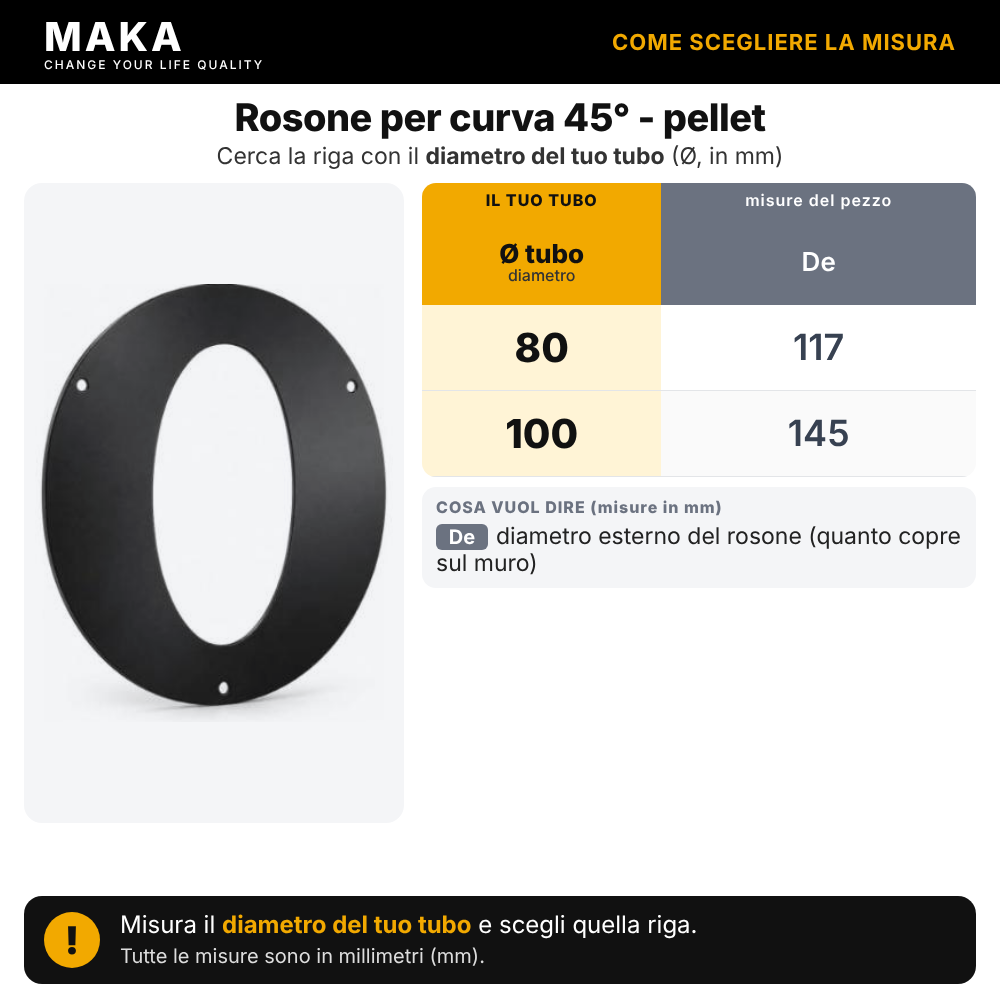 MAKA
CHANGE YOUR LIFE QUALITY
COME SCEGLIERE LA MISURA
Rosone per curva 45° - pellet
Cerca la riga con il diametro del tuo tubo (Ø, in mm)
IL TUO TUBO
misure del pezzo
Ø tubo
diametro
De
80
117
100
145
COSA VUOL DIRE (misure in mm)
De diametro esterno del rosone (quanto copre
sul muro)
!
Misura il diametro del tuo tubo e scegli quella riga.
Tutte le misure sono in millimetri (mm).